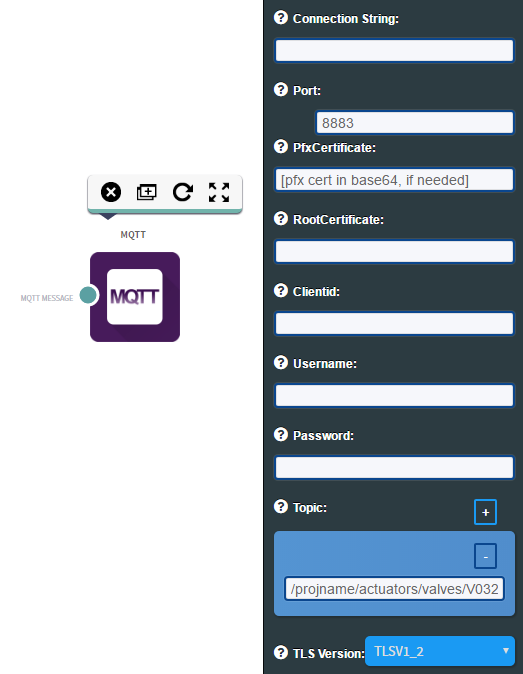 MQTT
MQTT MESSAGE
MQTT
Connection String:
Port:
8883
PfxCertificate:
[pfx cert in base64, if needed]
RootCertificate:
Clientid:
Username:
Password:
Topic:
+
-
/projname/actuators/valves/V032
TLS Version:
TLSV1_2